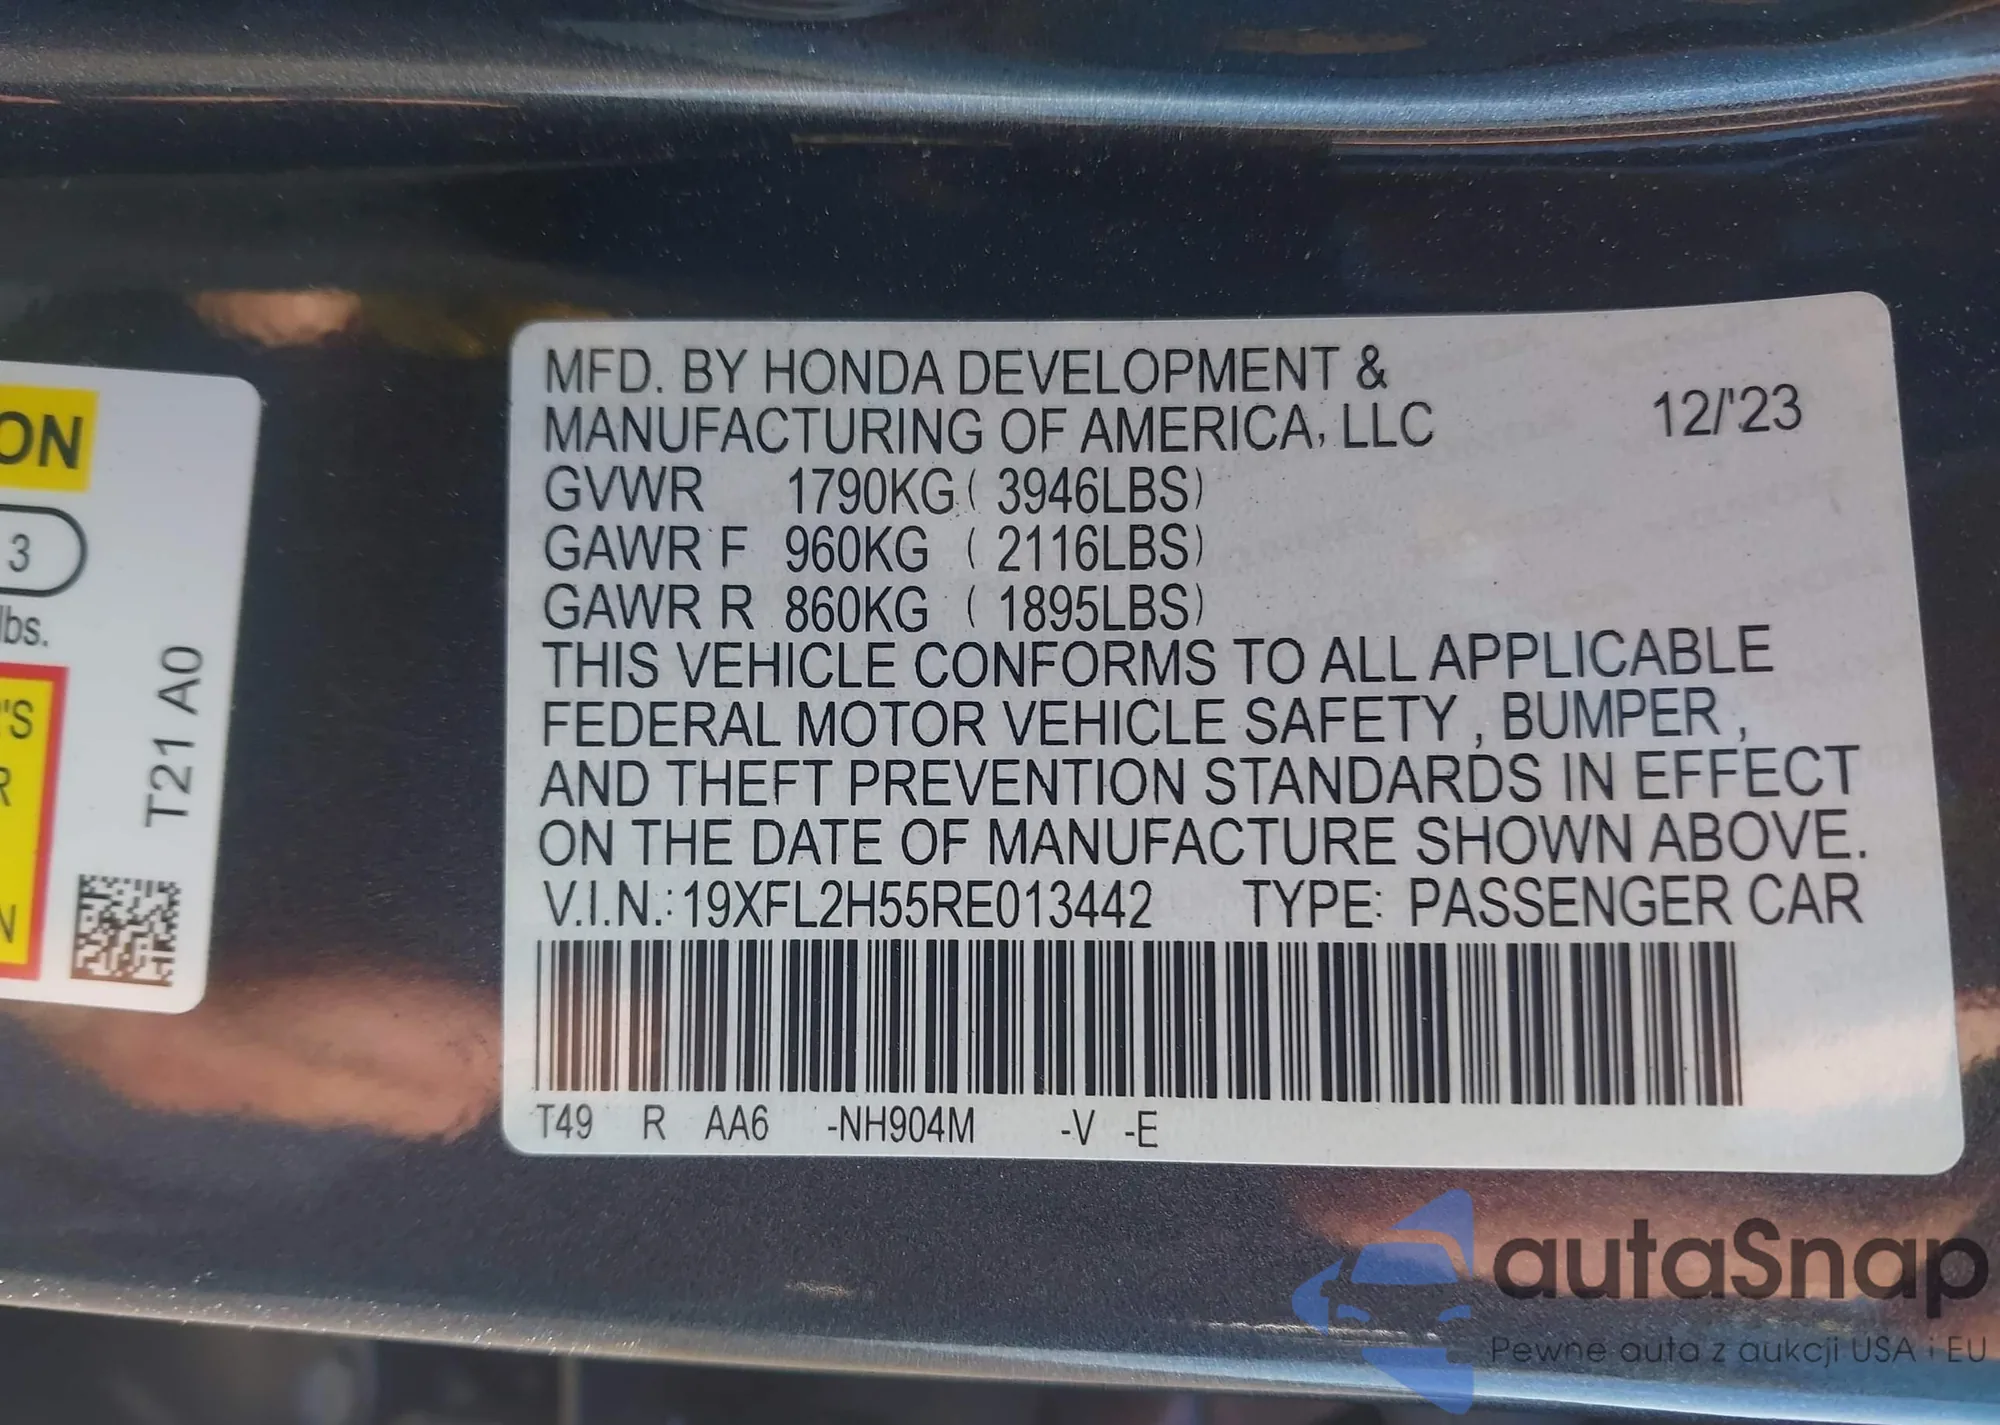 ON
3
lbs.
'S
R
N
T21 A0
MFD. BY HONDA DEVELOPMENT &
MANUFACTURING OF AMERICA, LLC
12/'23
GVWR 1790KG ( 3946LBS)
GAWR F 960KG ( 2116LBS)
GAWR R 860KG ( 1895LBS)
THIS VEHICLE CONFORMS TO ALL APPLICABLE
FEDERAL MOTOR VEHICLE SAFETY , BUMPER ,
AND THEFT PREVENTION STANDARDS IN EFFECT
ON THE DATE OF MANUFACTURE SHOWN ABOVE.
V.I.N.: 19XFL2H55RE013442 TYPE: PASSENGER CAR
T49 R AA6 -NH904M -V -E
autaSnap
Pewne auta z aukcji USA i EU